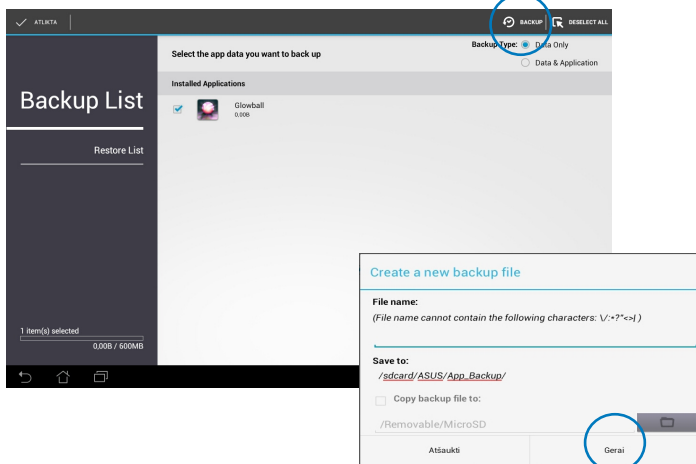 ATLIKTA
BACKUP
DESELECT ALL
Backup List
Restore List
1 item(s) selected
0,00B / 600MB
Select the app data you want to back up
Backup Type:
Data Only
Data & Application
Installed Applications
Glowball
0,00B
Create a new backup file
File name:
(File name cannot contain the following characters: \/:*?"<>| )
Save to:
/sdcard/ASUS/App_Backup/
Copy backup file to:
/Removable/MicroSD
Atšaukti
Gerai